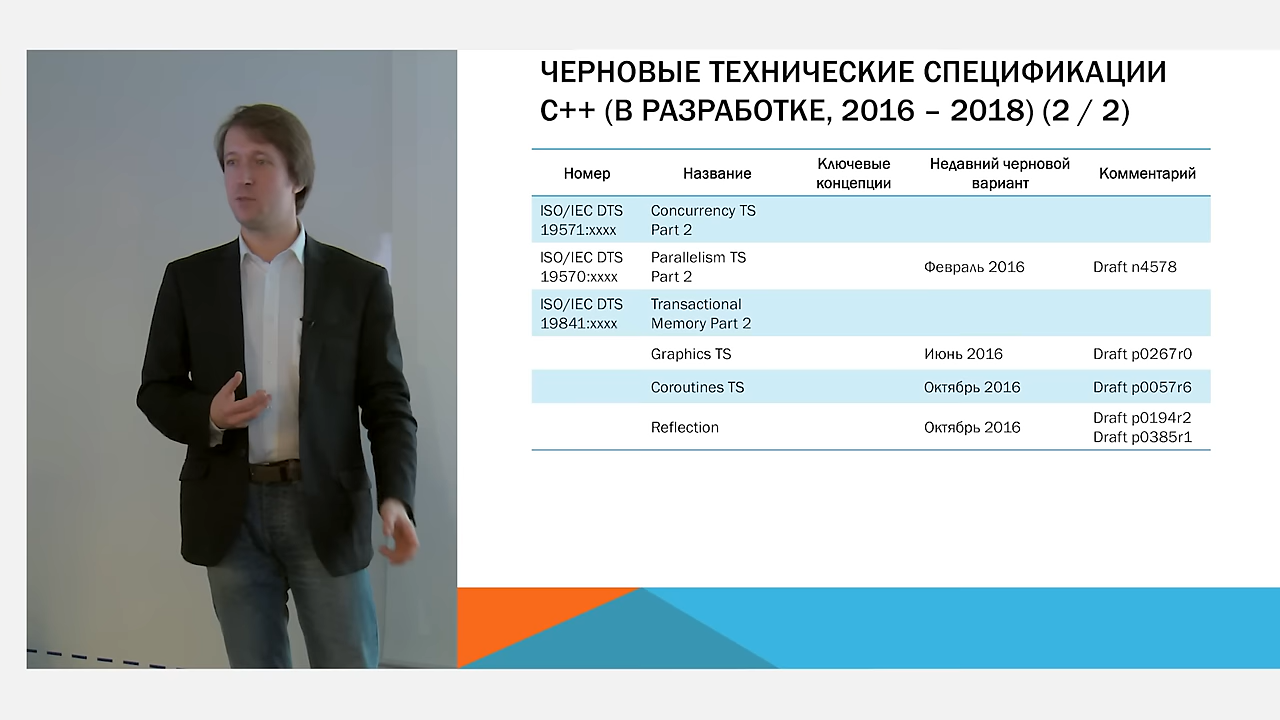 ЧЕРНОВЫЕ ТЕХНИЧЕСКИЕ СПЕЦИФИКАЦИИ
C++ (В РАЗРАБОТКЕ, 2016 – 2018) (2 / 2)
Номер
Название
Ключевые
концепции
Недавний черновой
вариант
Комментарий
ISO/IEC DTS
19571:xxxx
Concurrency TS
Part 2
ISO/IEC DTS
19570:xxxx
Parallelism TS
Part 2
Февраль 2016
Draft n4578
ISO/IEC DTS
19841:xxxx
Transactional
Memory Part 2
Graphics TS
Июнь 2016
Draft p0267r0
Coroutines TS
Октябрь 2016
Draft p0057r6
Reflection
Октябрь 2016
Draft p0194r2
Draft p0385r1